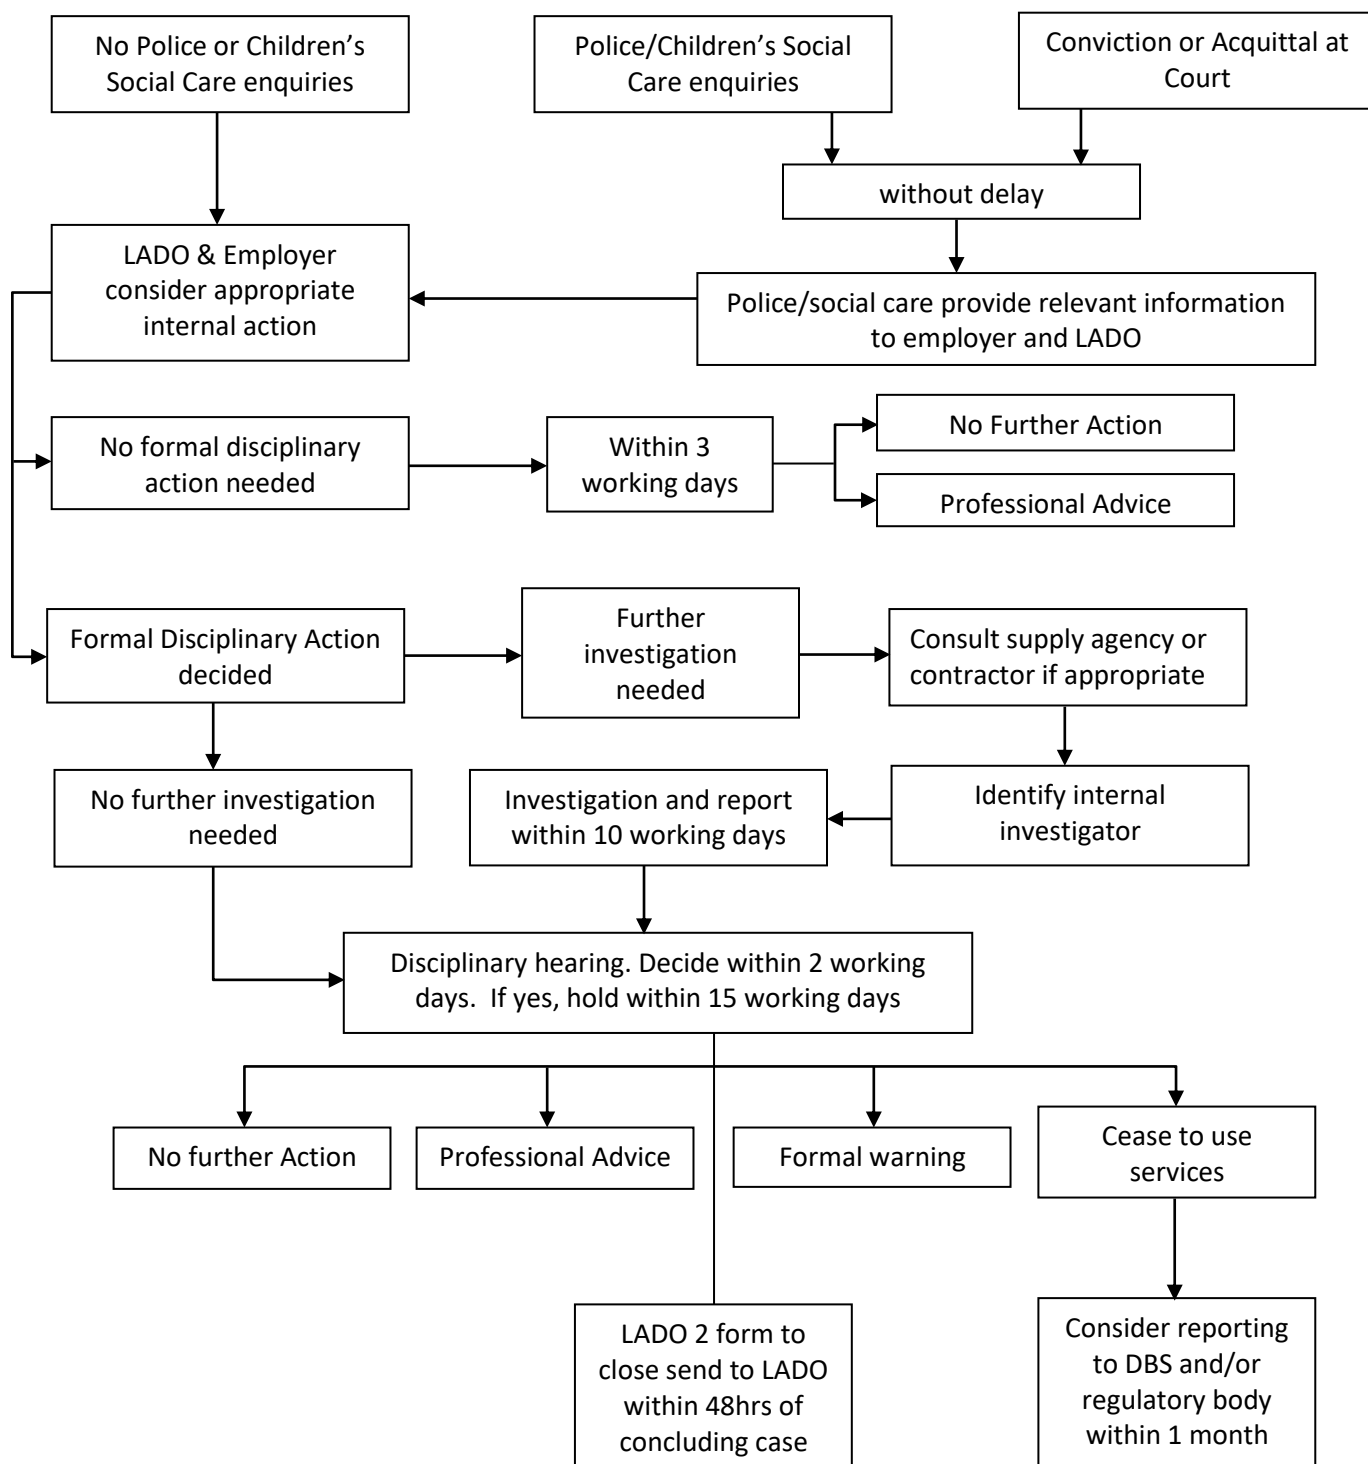 No Police or Children’s
Social Care enquiries
Police/Children's Social
Care enquiries
Conviction or Acquittal at
Court
without delay
LADO & Employer
consider appropriate
internal action
Police/social care provide relevant information
to employer and LADO
No formal disciplinary
action needed
Within 3
working days
No Further Action
Professional Advice
Formal Disciplinary Action
decided
Further
investigation
needed
Consult supply agency or
contractor if appropriate
No further investigation
needed
Investigation and report
within 10 working days
Identify internal
investigator
Disciplinary hearing. Decide within 2 working
days.  If yes, hold within 15 working days
No further Action
Professional Advice
Formal warning
Cease to use
services
LADO 2 form to
close send to LADO
within 48hrs of
concluding case
Consider reporting
to DBS and/or
regulatory body
within 1 month